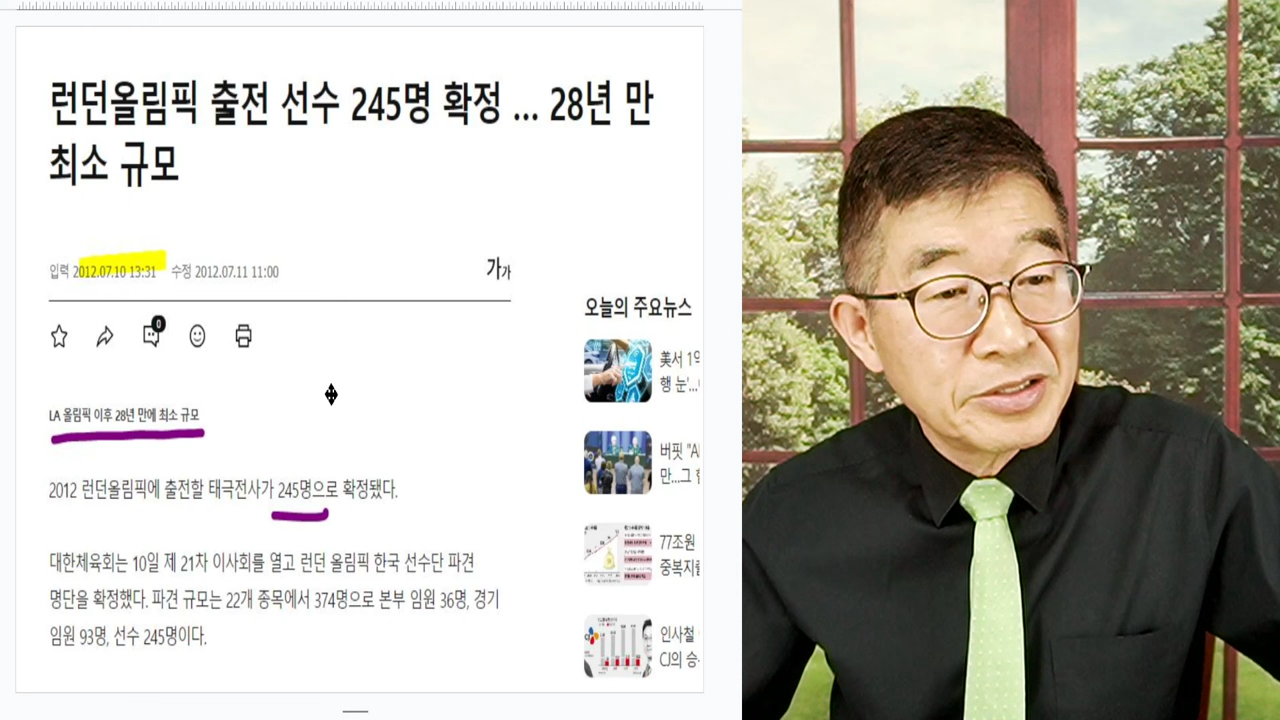 런던올림픽 출전 선수 245명 확정 ... 28년 만
최소 규모
입력 2012.07.10 13:31 수정 2012.07.11 11:00
가가
0
오늘의 주요뉴스
美서 1억
행 눈'...
버핏 "AI
만...그
77조원
중복지출
인사철
CJ의 승
LA 올림픽 이후 28년 만에 최소 규모
2012 런던올림픽에 출전할 태극전사가 245명으로 확정됐다.
대한체육회는 10일 제 21차 이사회를 열고 런던 올림픽 한국 선수단 파견
명단을 확정했다. 파견 규모는 22개 종목에서 374명으로 본부 임원 36명, 경기
임원 93명, 선수 245명이다.